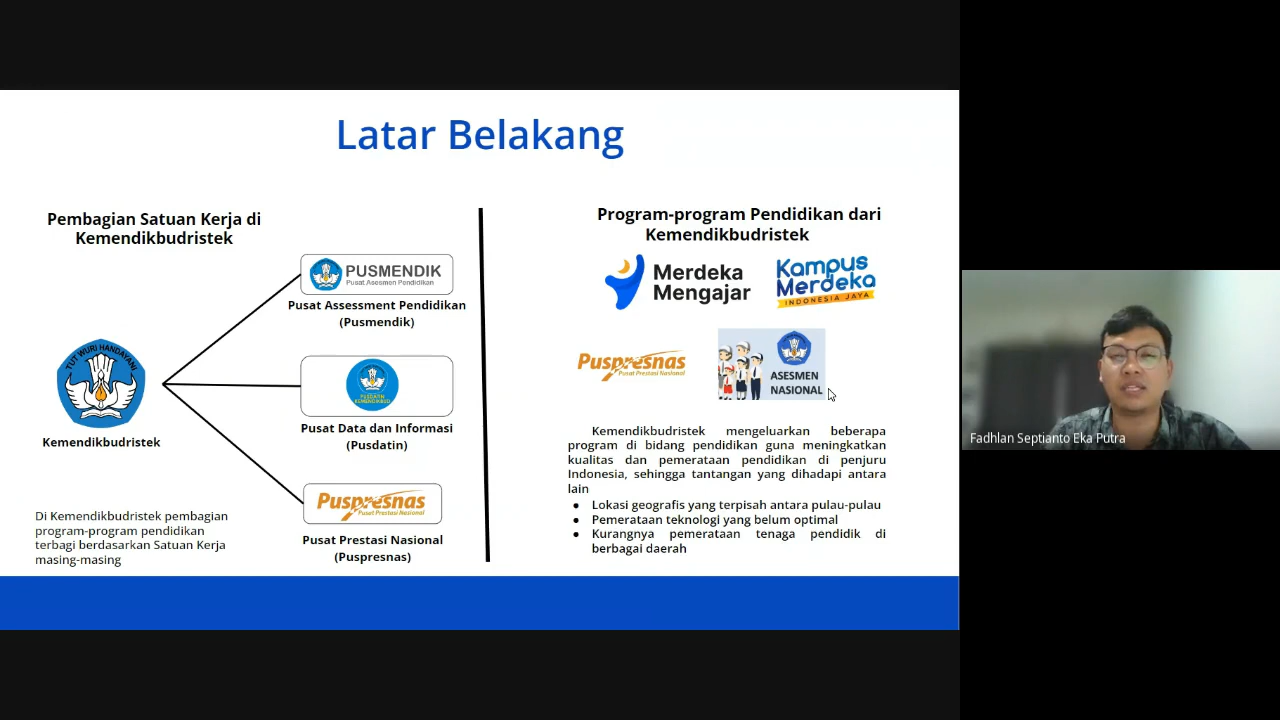 Latar Belakang
Pembagian Satuan Kerja di
Kemendikbudristek
TUT WURI HANDAYANI
Kemendikbudristek
PUSMENDIK
Pusat Asesmen Pendidikan
Pusat Assessment Pendidikan
(Pusmendik)
PUSDATIN
KEMENDIKBUD
Pusat Data dan Informasi
(Pusdatin)
Puspresnas
Pusat Prestasi Nasional
Pusat Prestasi Nasional
(Puspresnas)
Di Kemendikbudristek pembagian
program-program pendidikan
terbagi berdasarkan Satuan Kerja
masing-masing
Program-program Pendidikan dari
Kemendikbudristek
Merdeka
Mengajar
Kampus
Merdeka
INDONESIA JAYA
Puspresnas
Pusat Prestasi Nasional
ASESMEN
NASIONAL
Kemendikbudristek mengeluarkan beberapa
program di bidang pendidikan guna meningkatkan
kualitas dan pemerataan pendidikan di penjuru
Indonesia, sehingga tantangan yang dihadapi antara
lain
● Lokasi geografis yang terpisah antara pulau-pulau
● Pemerataan teknologi yang belum optimal
● Kurangnya pemerataan tenaga pendidik di
berbagai daerah
Fadhlan Septianto Eka Putra